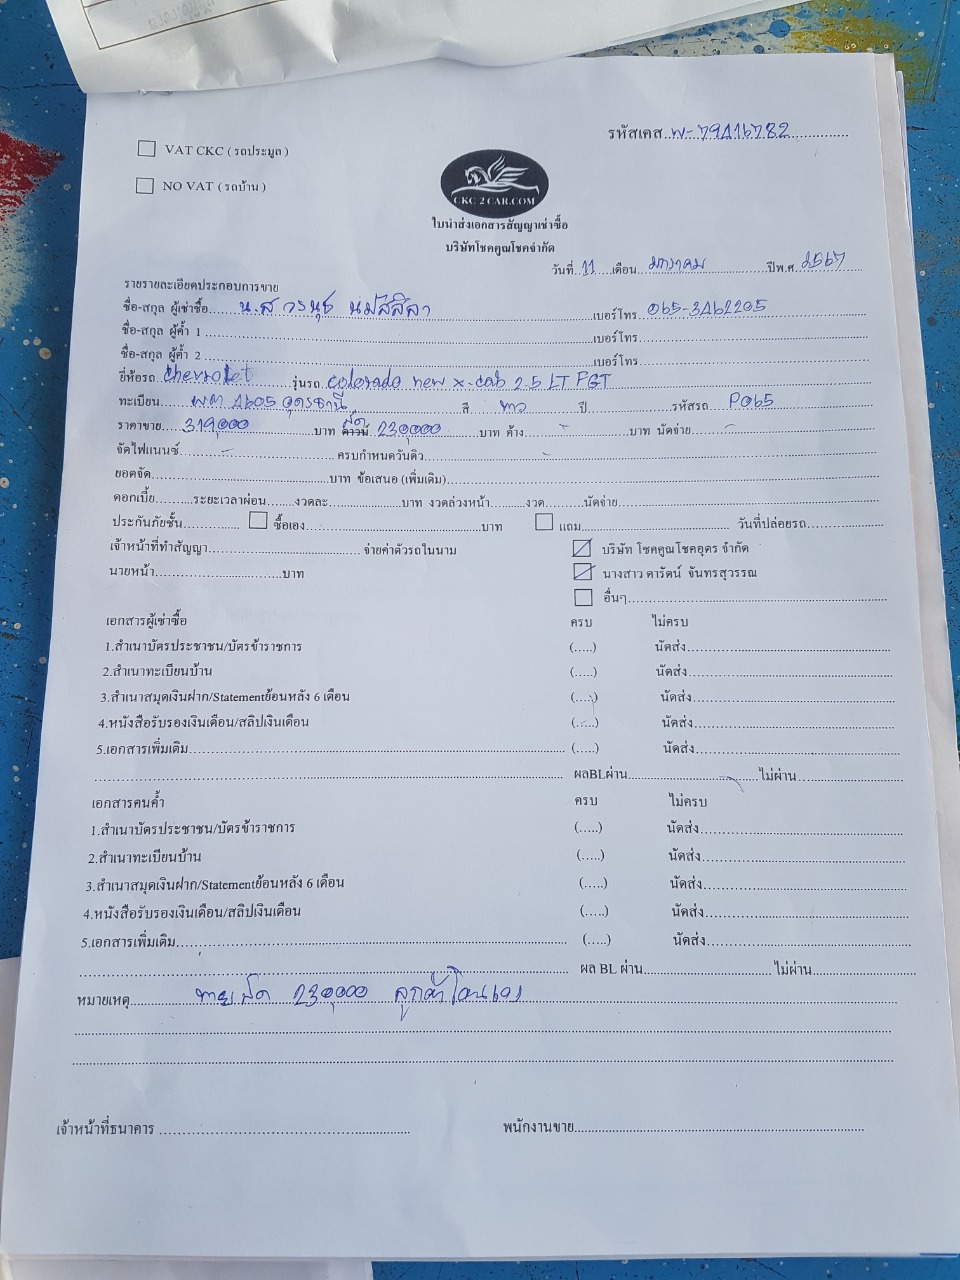 รหัสเคส..W-79416782
VAT CKC ( รถประมูล )
NO VAT ( รถบ้าน )
CKC 2 CAR.COM
ใบนำส่งเอกสารสัญญาเช่าซื้อ
บริษัทโชคคูณโชคจำกัด
วันที่ 11 เดือน มกราคม ปีพ.ศ. 2567
รายรายละเอียดประกอบการขาย
ชื่อ-สกุล ผู้เช่าซื้อ น.ส วรนุช เบอร์โทร 065-3462205
ชื่อ-สกุล ผู้ค้ำ 1 เบอร์โทร
ชื่อ-สกุล ผู้ค้ำ 2 เบอร์โทร
ยี่ห้อรถ Chevrolet รุ่นรถ Colorado new x-cab 2.5 LT FGT
ทะเบียน 4605 อุดรธานี สี ขาว ปี รหัสรถ P065
ราคาขาย 319,000 บาท ดาวน์ สด 230,000 บาท ค้าง - บาท นัดจ่าย -
จัดไฟแนนซ์ - ครบกำหนดวันดิว -
ยอดจัด บาท ข้อเสนอ (เพิ่มเติม)
ดอกเบี้ย ระยะเวลาผ่อน งวดละ บาท งวดล่วงหน้า งวด นัดจ่าย
ประกันภัยชั้น ซื้อเอง บาท แถม วันที่ปล่อยรถ
เจ้าหน้าที่ทำสัญญา จ่ายค่าตัวรถในนาม บริษัท โชคคูณโชคอุดร จำกัด
นายหน้า บาท นางสาว ดารัตน์ จันทรสุวรรณ
อื่นๆ
เอกสารผู้เช่าซื้อ ครบ ไม่ครบ
1.สำเนาบัตรประชาชน/บัตรข้าราชการ (.....) นัดส่ง
2.สำเนาทะเบียนบ้าน (.....) นัดส่ง
3.สำเนาสมุดเงินฝาก/Statementย้อนหลัง 6 เดือน (.....) นัดส่ง
4.หนังสือรับรองเงินเดือน/สลิปเงินเดือน (.....) นัดส่ง
5.เอกสารเพิ่มเติม (.....) นัดส่ง
ผลBLผ่าน ไม่ผ่าน
เอกสารคนค้ำ ครบ ไม่ครบ
1.สำเนาบัตรประชาชน/บัตรข้าราชการ (.....) นัดส่ง
2.สำเนาทะเบียนบ้าน (.....) นัดส่ง
3.สำเนาสมุดเงินฝาก/Statementย้อนหลัง 6 เดือน (.....) นัดส่ง
4.หนังสือรับรองเงินเดือน/สลิปเงินเดือน (.....) นัดส่ง
5.เอกสารเพิ่มเติม (.....) นัดส่ง
ผล BL ผ่าน ไม่ผ่าน
หมายเหตุ ขายสด 230,000 ลูกค้าโอนเอง
เจ้าหน้าที่ธนาคาร พนักงานขาย